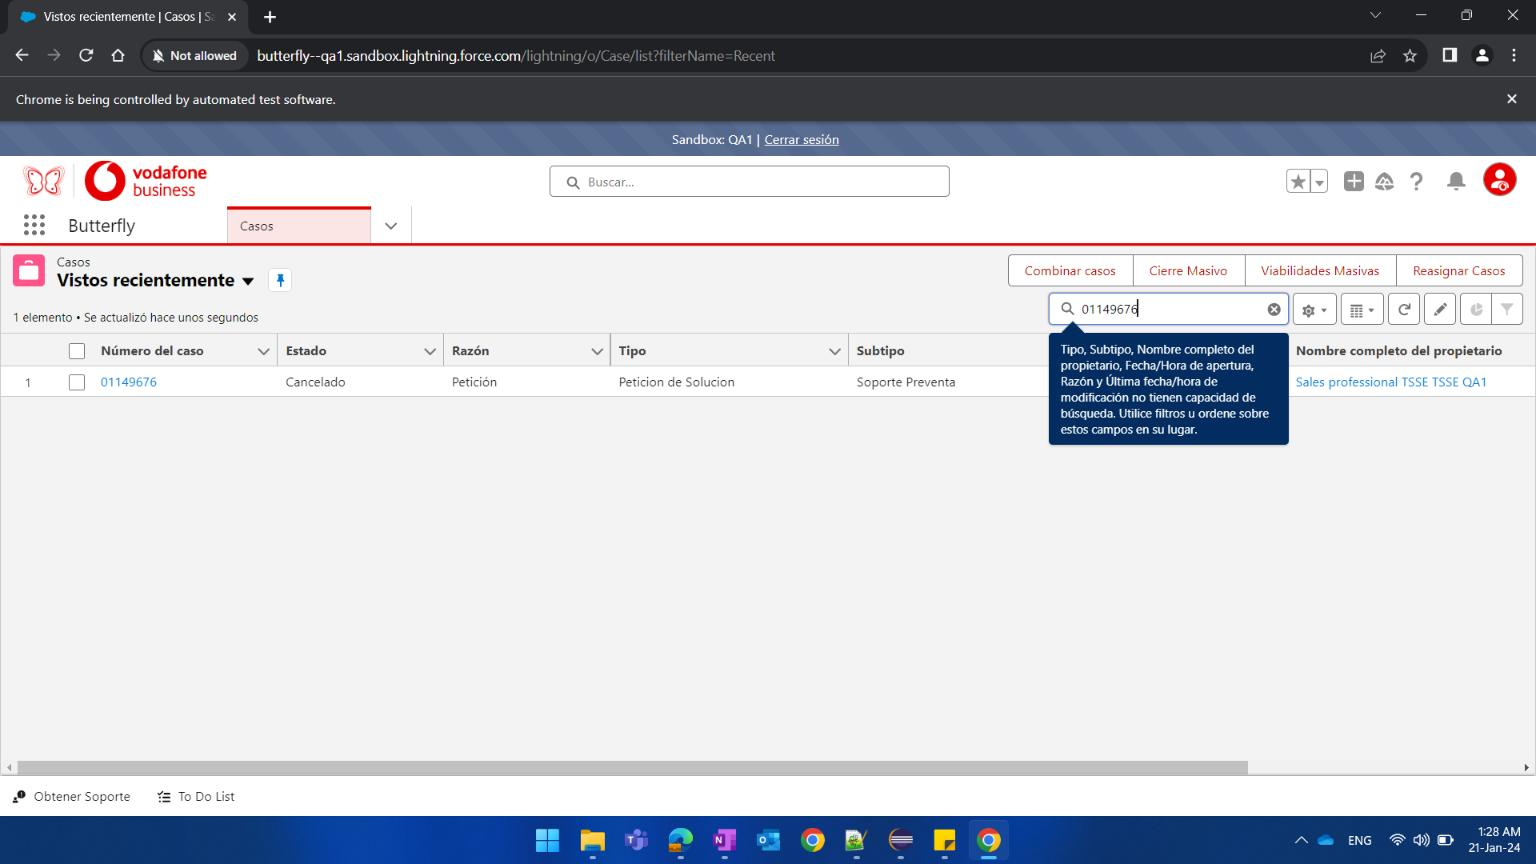 Vistos recientemente | Casos | Sa
Not allowed
butterfly--qa1.sandbox.lightning.force.com/lightning/o/Case/list?filterName=Recent
Chrome is being controlled by automated test software.
Sandbox: QA1 | Cerrar sesión
vodafone
business
Buscar...
Butterfly
Casos
Casos
Vistos recientemente
Combinar casos
Cierre Masivo
Viabilidades Masivas
Reasignar Casos
1 elemento • Se actualizó hace unos segundos
01149676
Número del caso
Estado
Razón
Tipo
Subtipo
Nombre completo del propietario
1
01149676
Cancelado
Petición
Peticion de Solucion
Soporte Preventa
Sales professional TSSE TSSE QA1
Tipo, Subtipo, Nombre completo del
propietario, Fecha/Hora de apertura,
Razón y Última fecha/hora de
modificación no tienen capacidad de
búsqueda. Utilice filtros u ordene sobre
estos campos en su lugar.
Obtener Soporte
To Do List
ENG
1:28 AM
21-Jan-24